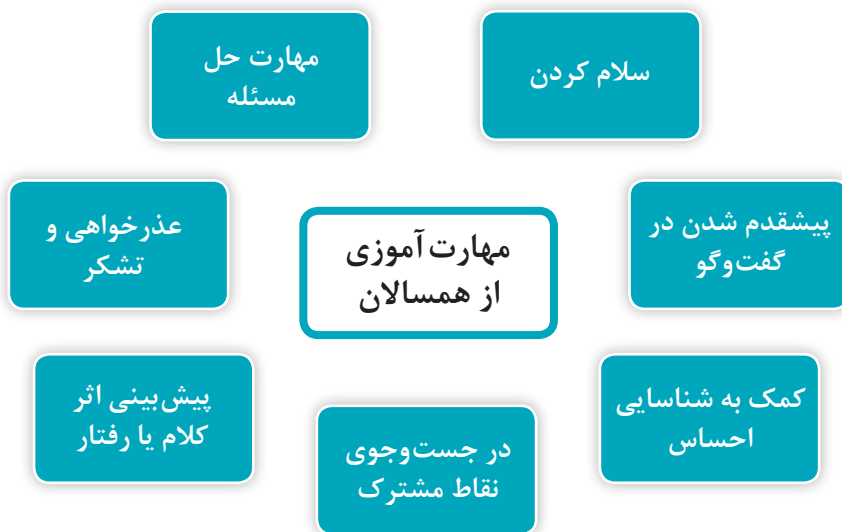 سلام کردن
مهارت حل
مسئله
پیشقدم شدن در
گفت‌وگو
عذرخواهی و
تشکر
مهارت‌آموزی
از همسالان
کمک به شناسایی
احساس
پیش‌بینی اثر
کلام یا رفتار
در جست‌وجوی
نقاط مشترک